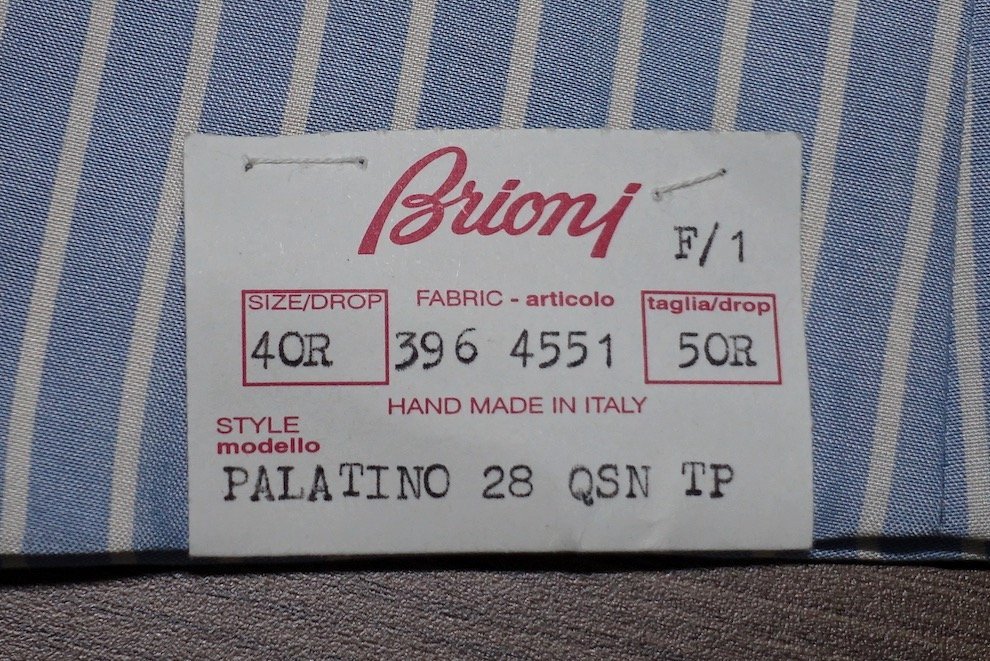 Brioni
F/1
SIZE/DROP FABRIC - articolo taglia/drop
40R 396 4551 50R
HAND MADE IN ITALY
STYLE
modello
PALATINO 28 QSN TP